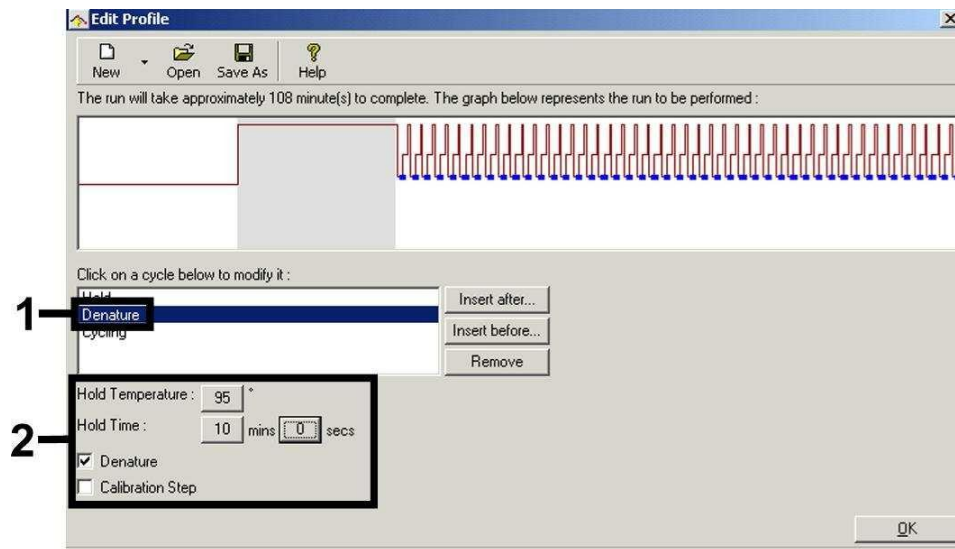 Edit Profile
New Open Save As Help
The run will take approximately 108 minute(s) to complete. The graph below represents the run to be performed :
Click on a cycle below to modify it :
Hold
Insert after...
1
Denature
Cycling
Insert before...
Remove
Hold Temperature : 95 °
Hold Time : 10 mins 0 secs
2
Denature
Calibration Step
OK